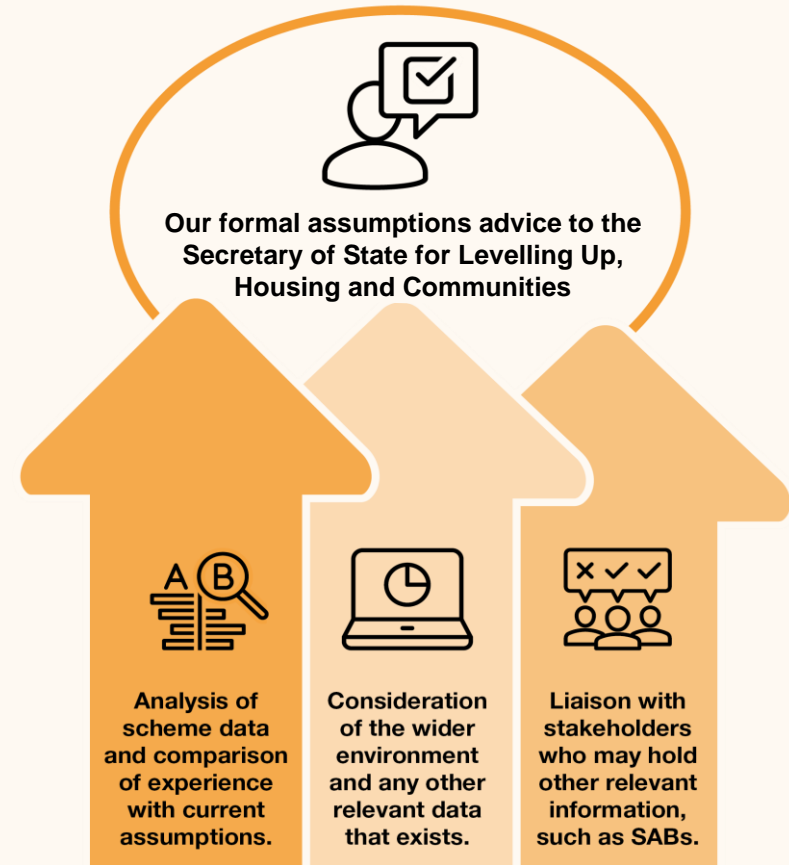 Our formal assumptions advice to the
Secretary of State for Levelling Up,
Housing and Communities
A B
Analysis of
scheme data
and comparison
of experience
with current
assumptions.
Consideration
of the wider
environment
and any other
relevant data
that exists.
Liaison with
stakeholders
who may hold
other relevant
information,
such as SABs.